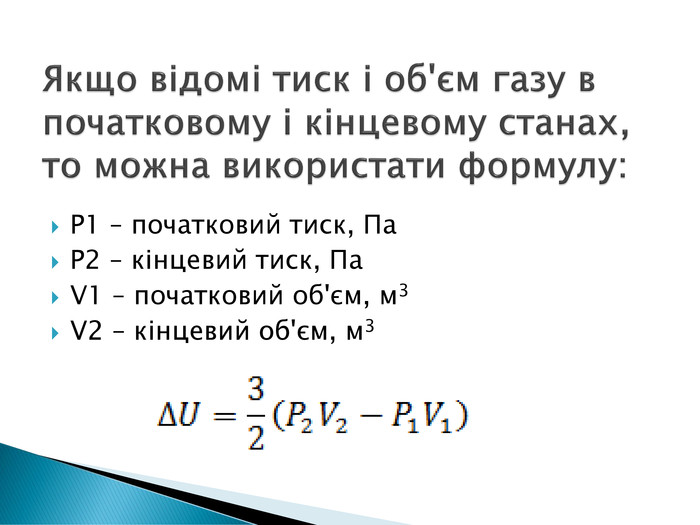 Якщо відомі тиск і об'єм газу в
початковому і кінцевому станах,
то можна використати формулу:
P1 – початковий тиск, Па
P2 – кінцевий тиск, Па
V1 – початковий об'єм, м³
V2 – кінцевий об'єм, м³
ΔU = 3/2 (P₂V₂ − P₁V₁)